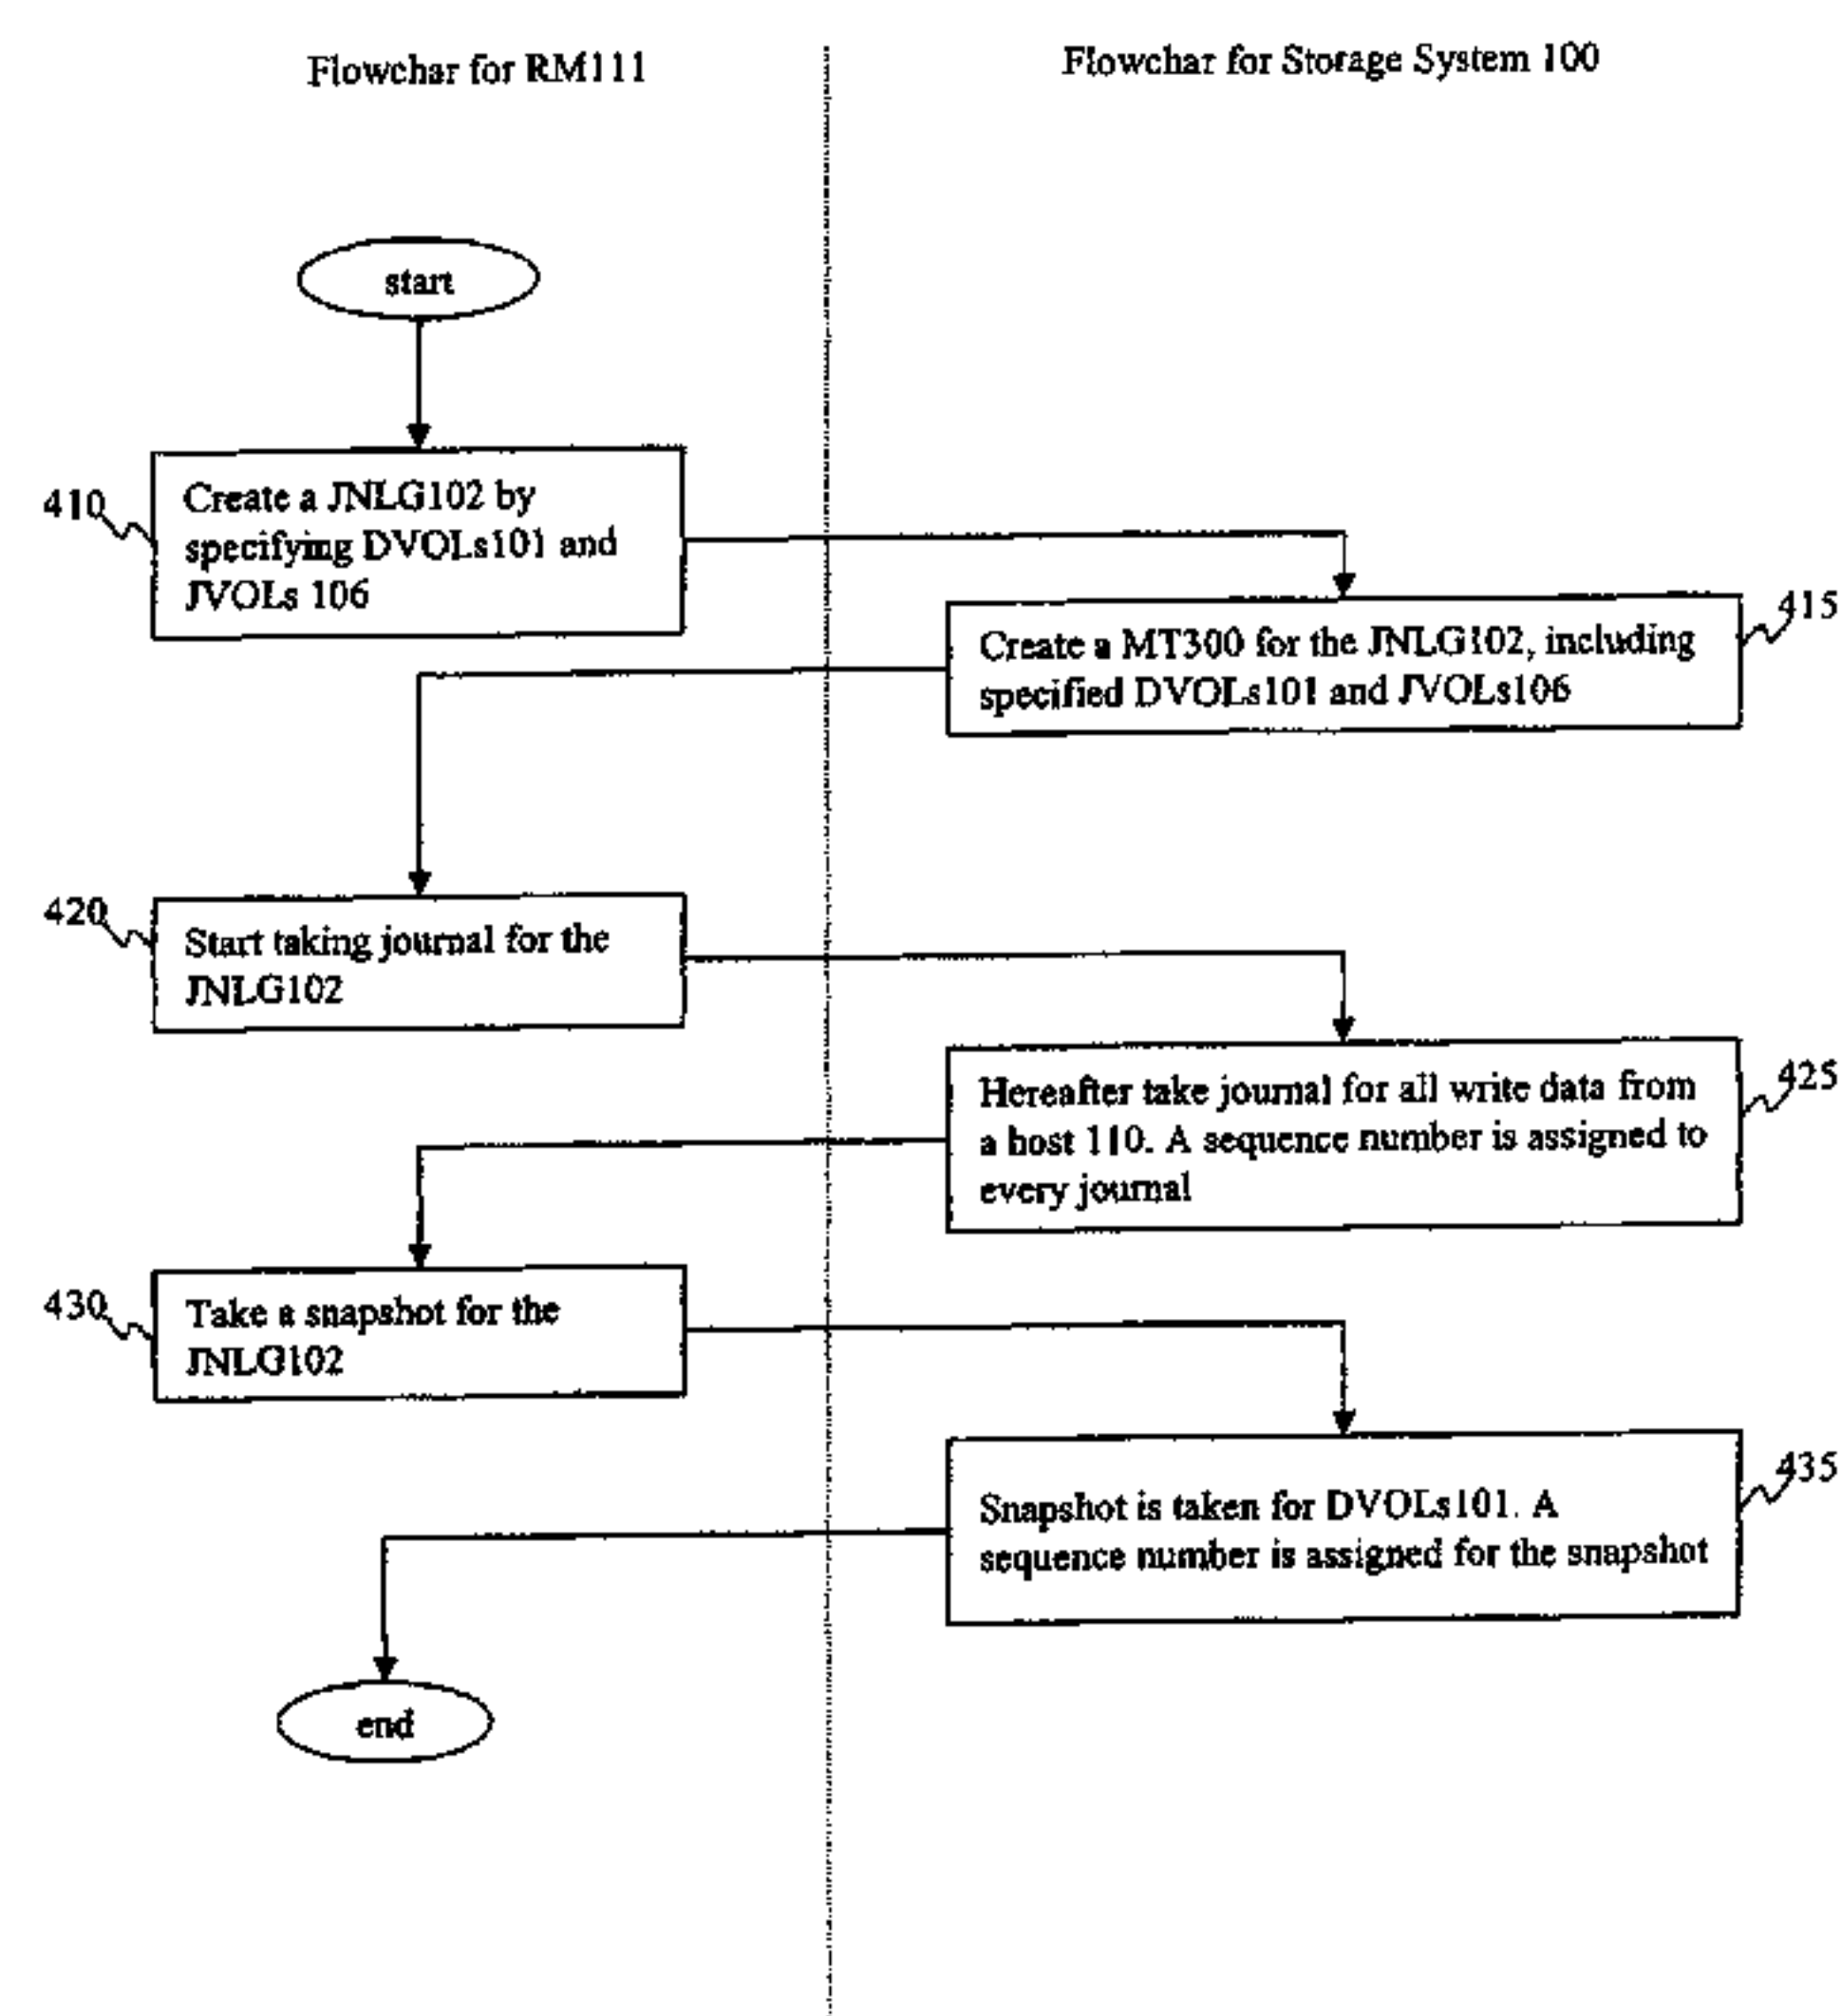 Flowchar for RM111
Flowchar for Storage System 100
start
410
Create a JNLG102 by
specifying DVOLs101 and
JVOLs 106
415
Create a MT300 for the JNLG102, including
specified DVOLs101 and JVOLs106
420
Start taking journal for the
JNLG102
425
Hereafter take journal for all write data from
a host 110. A sequence number is assigned to
every journal
430
Take a snapshot for the
JNLG102
435
Snapshot is taken for DVOLs101. A
sequence number is assigned for the snapshot
end